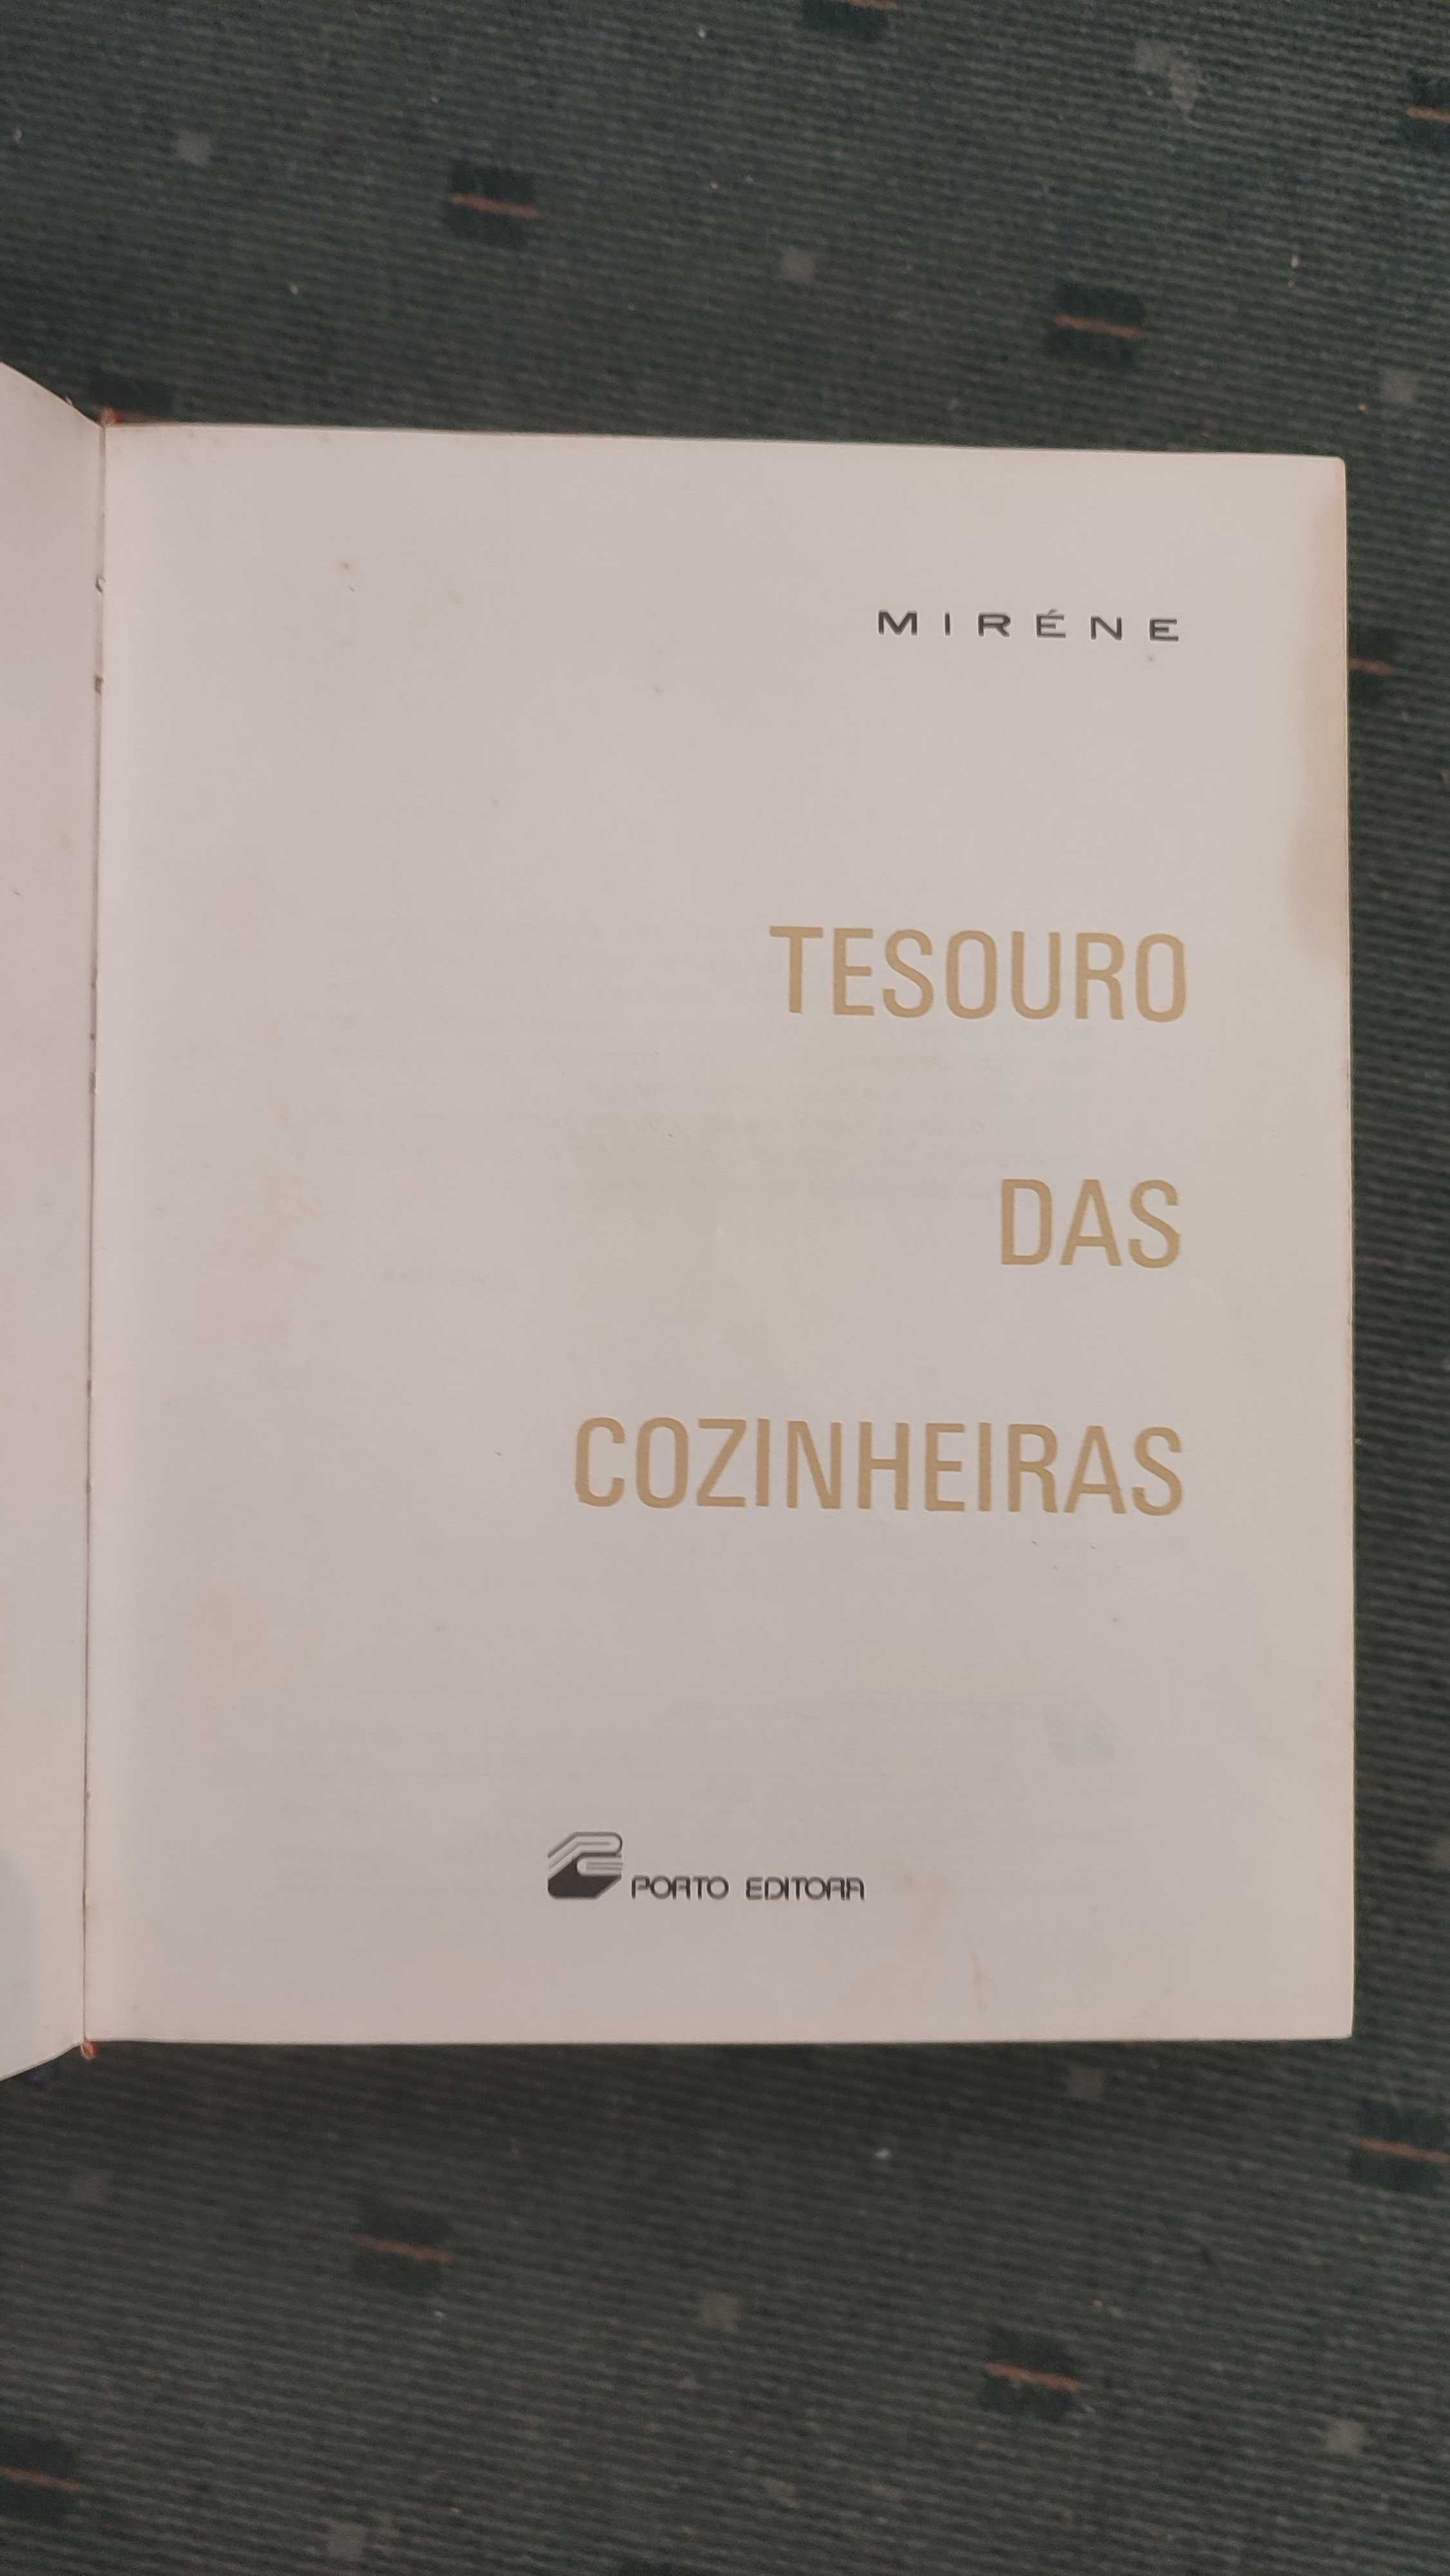 MIRÉNE
TESOURO
DAS
COZINHEIRAS
PORTO EDITORA